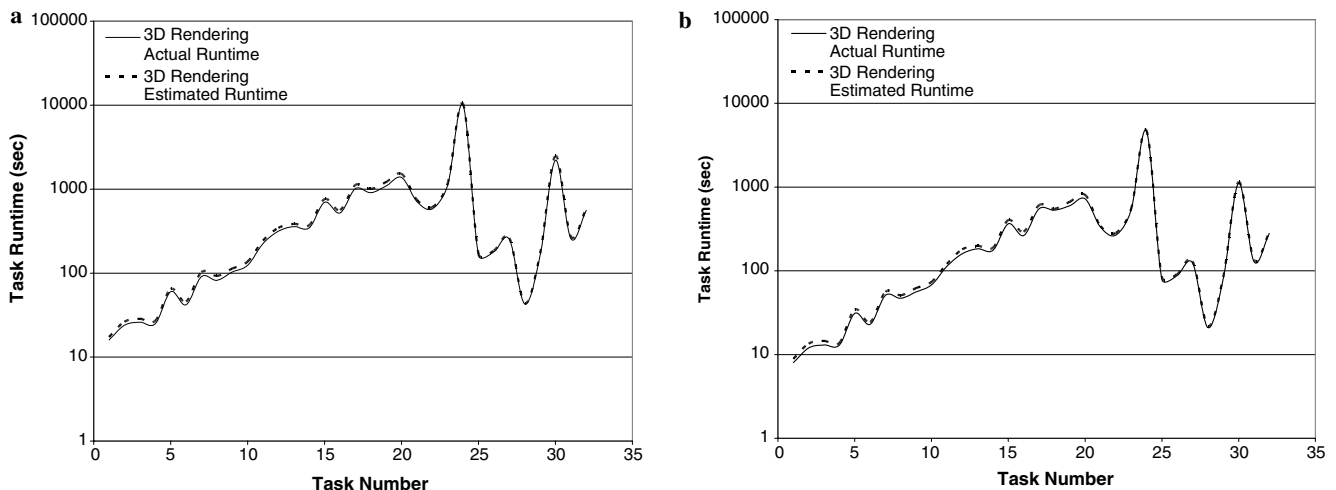 a
100000
10000
1000
100
10
1
Task Runtime (sec)
3D Rendering
Actual Runtime
3D Rendering
Estimated Runtime
0 5 10 15 20 25 30 35
Task Number
b
100000
10000
1000
100
10
1
Task Runtime (sec)
3D Rendering
Actual Runtime
3D Rendering
Estimated Runtime
0 5 10 15 20 25 30 35
Task Number